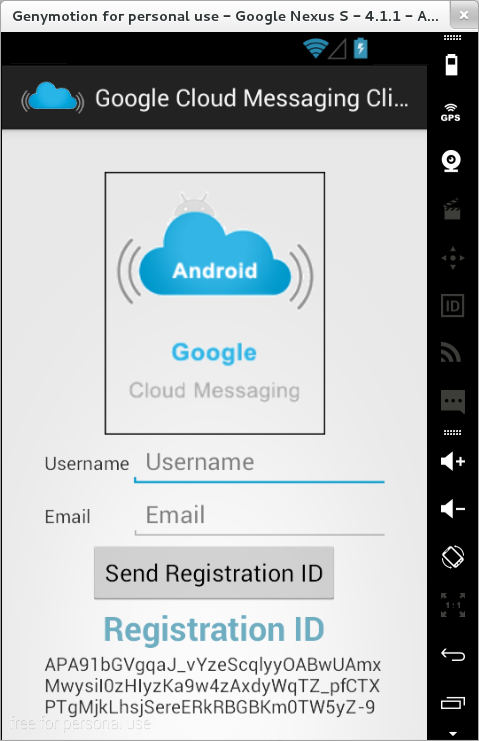 Genymotion for personal use – Google Nexus S – 4.1.1 – A...
Google Cloud Messaging Cli...
GPS
Android
Google
Cloud Messaging
ID
Username Username
Email Email
Send Registration ID
1:1
Registration ID
APA91bGVgqaJ_vYzeScqlyyOABwUAmx
MwysiI0zHIyzKa9w4zAxdyWqTZ_pfCTX
PTgMjkLhsjSereERkRBGBKm0TW5yZ-9
free for personal use